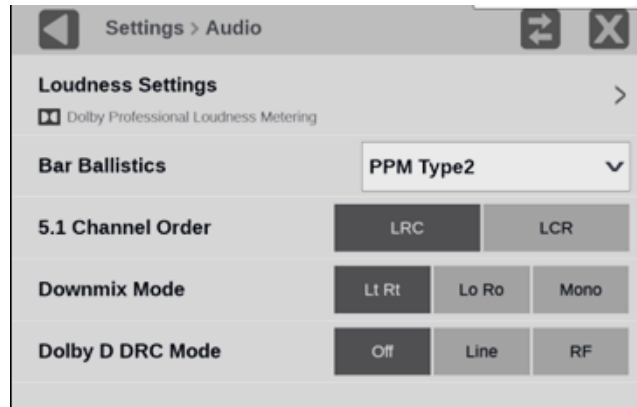 Settings > Audio
Loudness Settings
Dolby Professional Loudness Metering
Bar Ballistics PPM Type2
5.1 Channel Order LRC LCR
Downmix Mode Lt Rt Lo Ro Mono
Dolby D DRC Mode Off Line RF